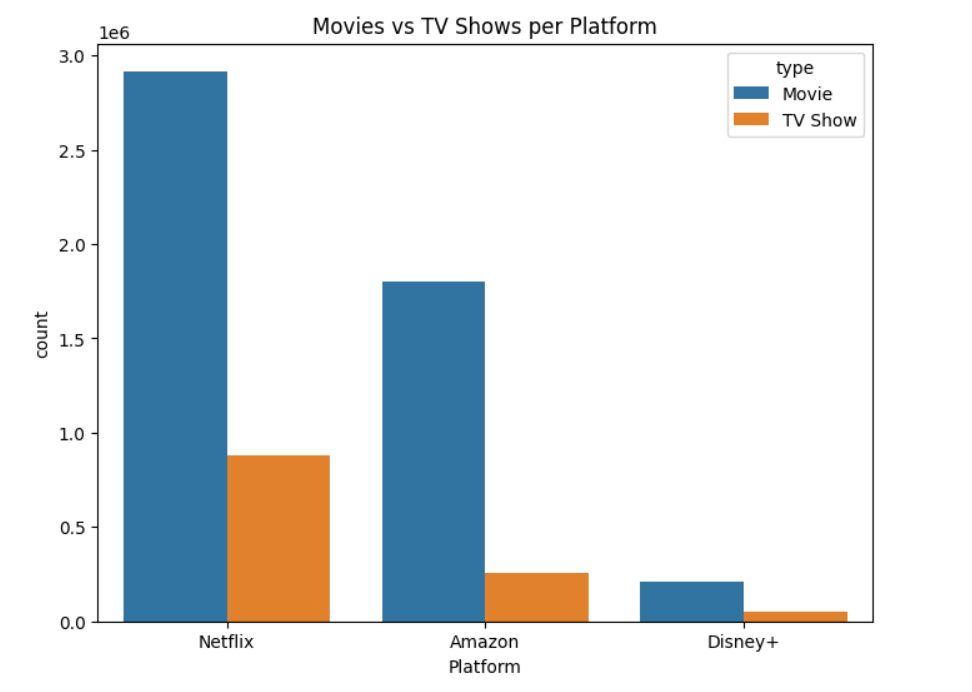 Movies vs TV Shows per Platform
1e6
3.0
2.5
2.0
1.5
1.0
0.5
0.0
count
type
Movie
TV Show
Netflix Amazon Disney+
Platform